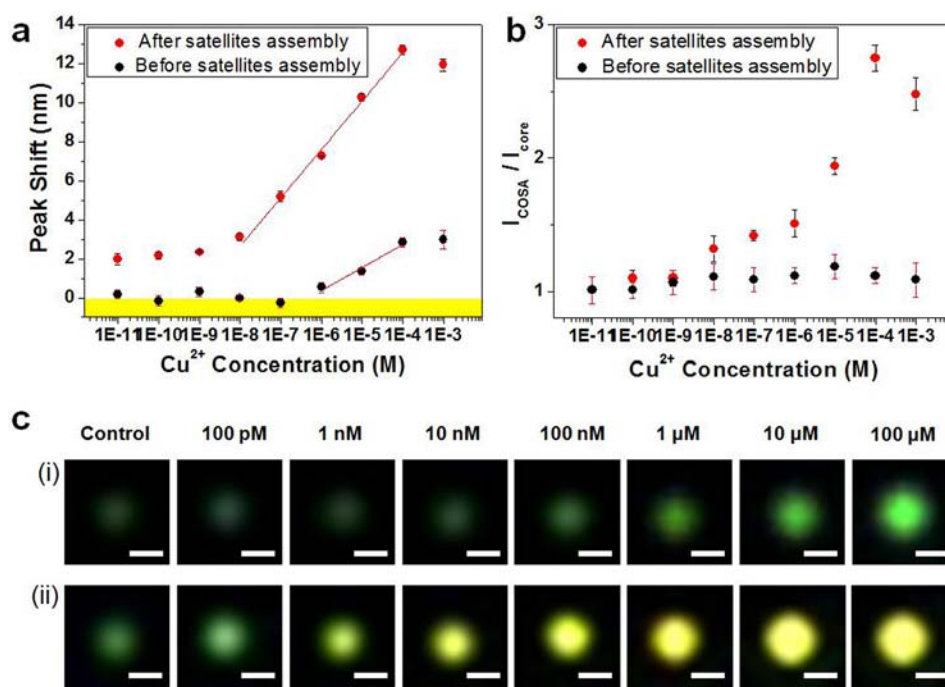 a
14
12
10
8
6
4
2
0
Peak Shift (nm)
After satellites assembly
Before satellites assembly
1E-11 1E-10 1E-9 1E-8 1E-7 1E-6 1E-5 1E-4 1E-3
Cu²⁺ Concentration (M)
b
3
2
1
I_COSA / I_core
After satellites assembly
Before satellites assembly
1E-11 1E-10 1E-9 1E-8 1E-7 1E-6 1E-5 1E-4 1E-3
Cu²⁺ Concentration (M)
c
Control 100 pM 1 nM 10 nM 100 nM 1 µM 10 µM 100 µM
(i)
(ii)